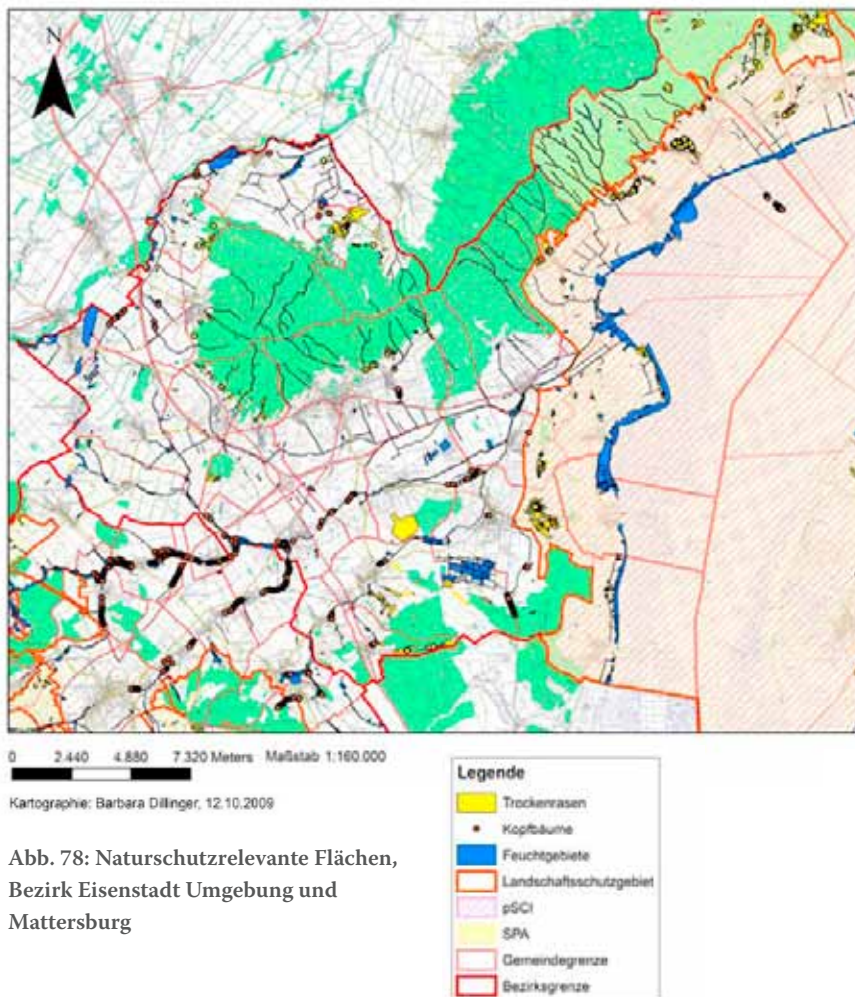 N
0 2.440 4.880 7.320 Meters Maßstab 1:160.000
Kartographie: Barbara Dillinger, 12.10.2009
Abb. 78: Naturschutzrelevante Flächen,
Bezirk Eisenstadt Umgebung und
Mattersburg
Legende
Trockenrasen
Kopfbäume
Feuchtgebiete
Landschaftsschutzgebiet
pSCI
SPA
Gemeindegrenze
Bezirksgrenze